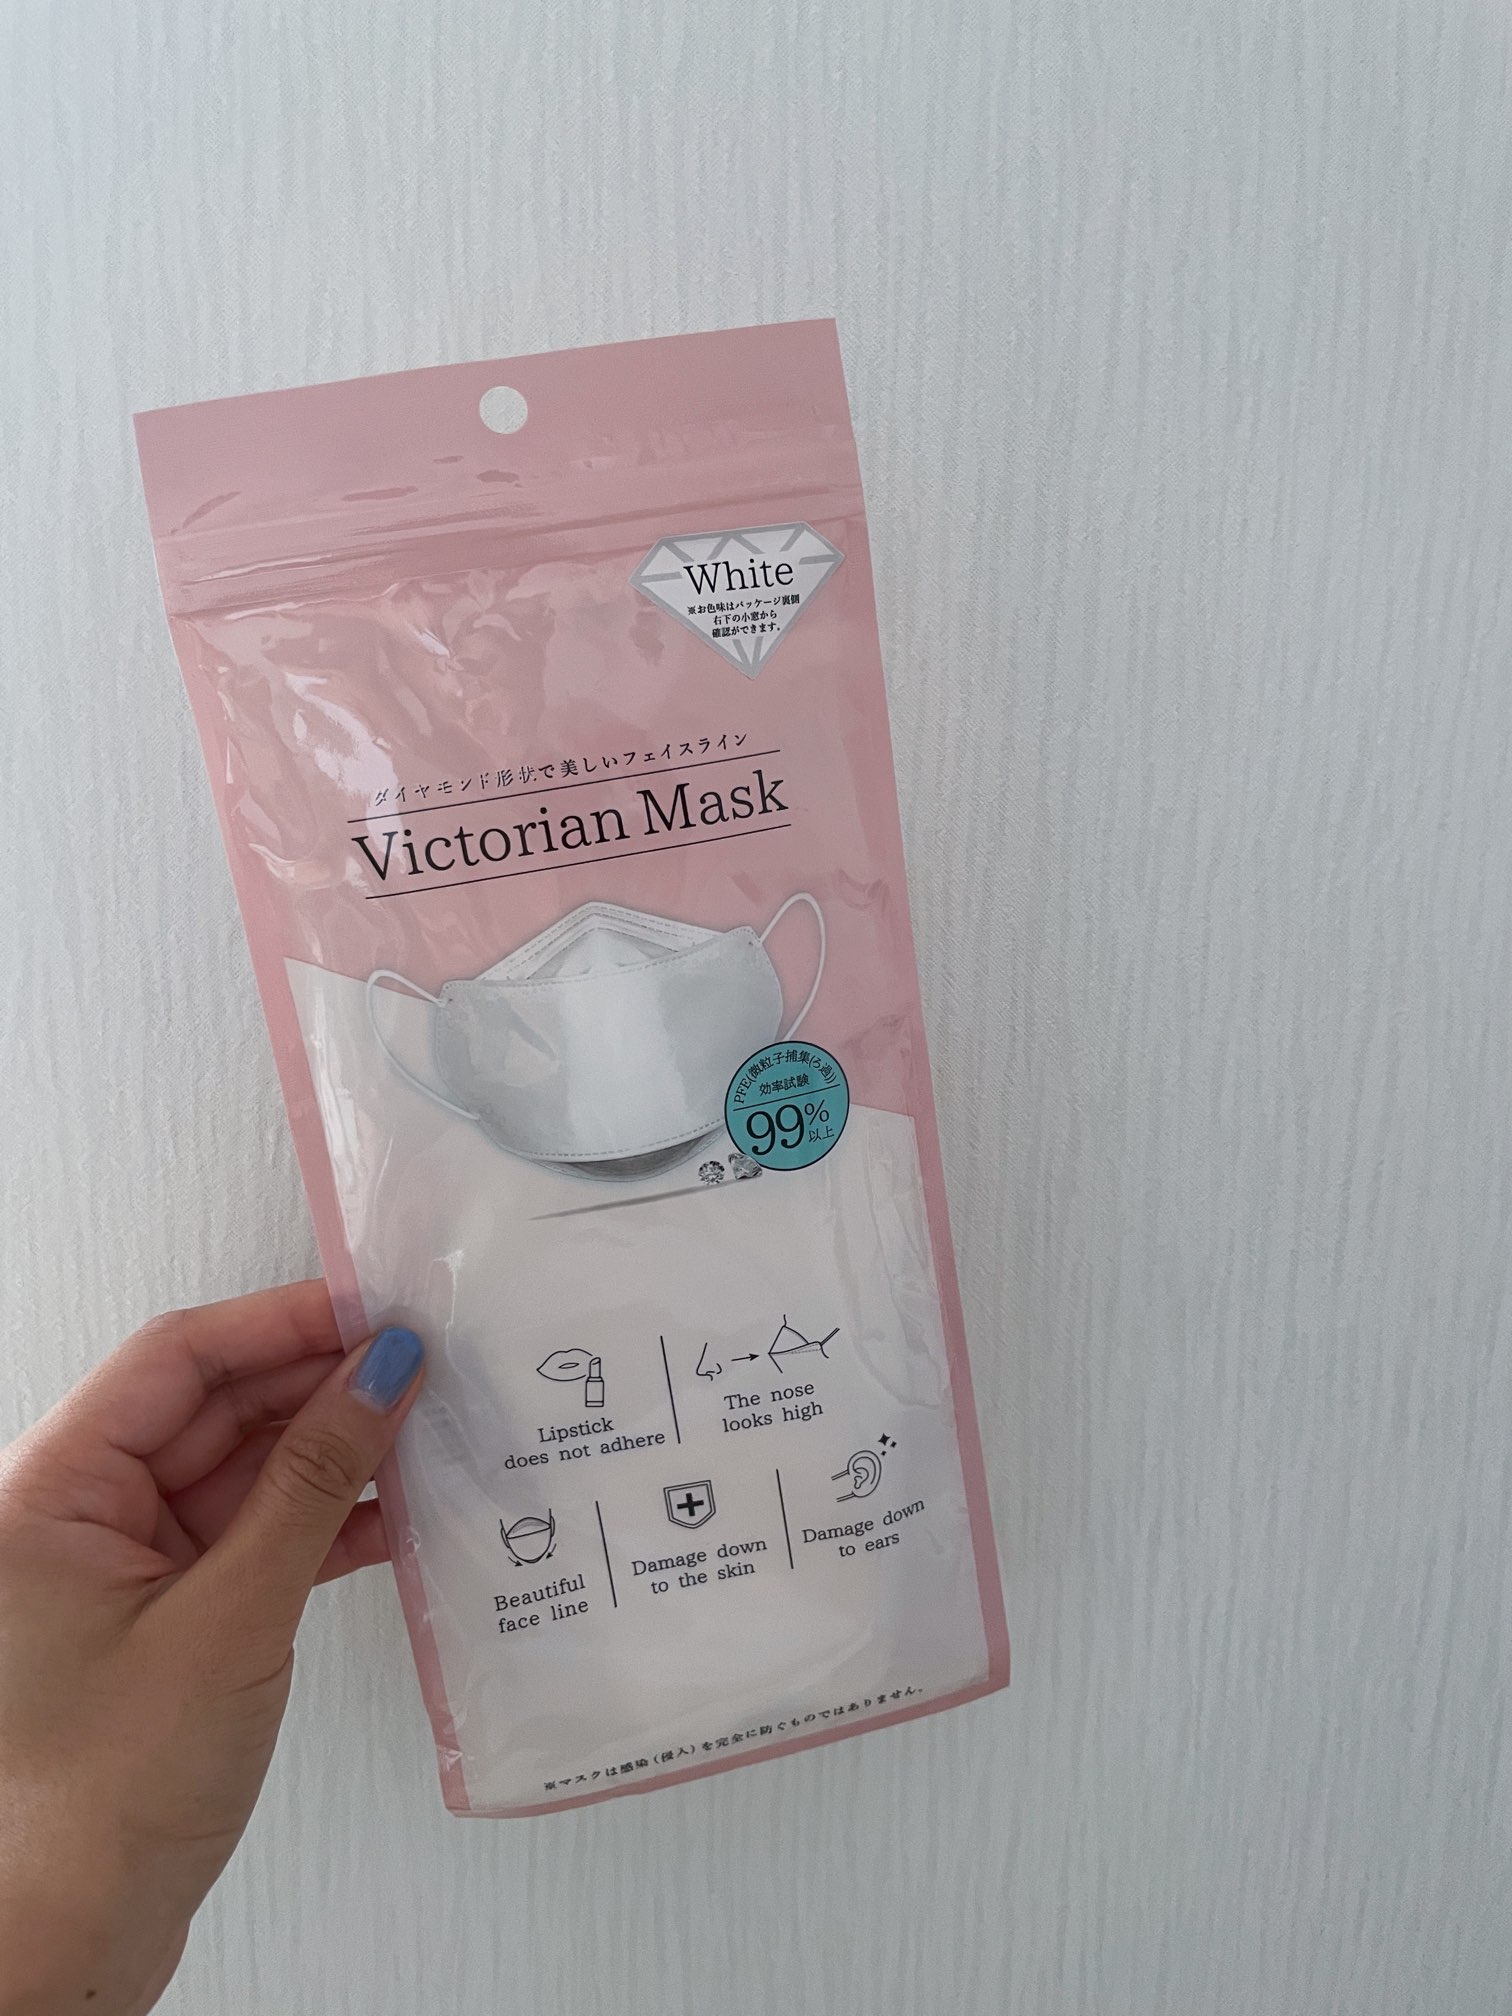 White
※お色味はパッケージ裏側
右下の小窓から
確認ができます。
ダイヤモンド形状で美しいフェイスライン
Victorian Mask
PFE(微粒子捕集(ろ過))
効率試験
99%
以上
Lipstick
does not adhere
The nose
looks high
Beautiful
face line
Damage down
to the skin
Damage down
to ears
※マスクは感染(侵入)を完全に防ぐものではありません。